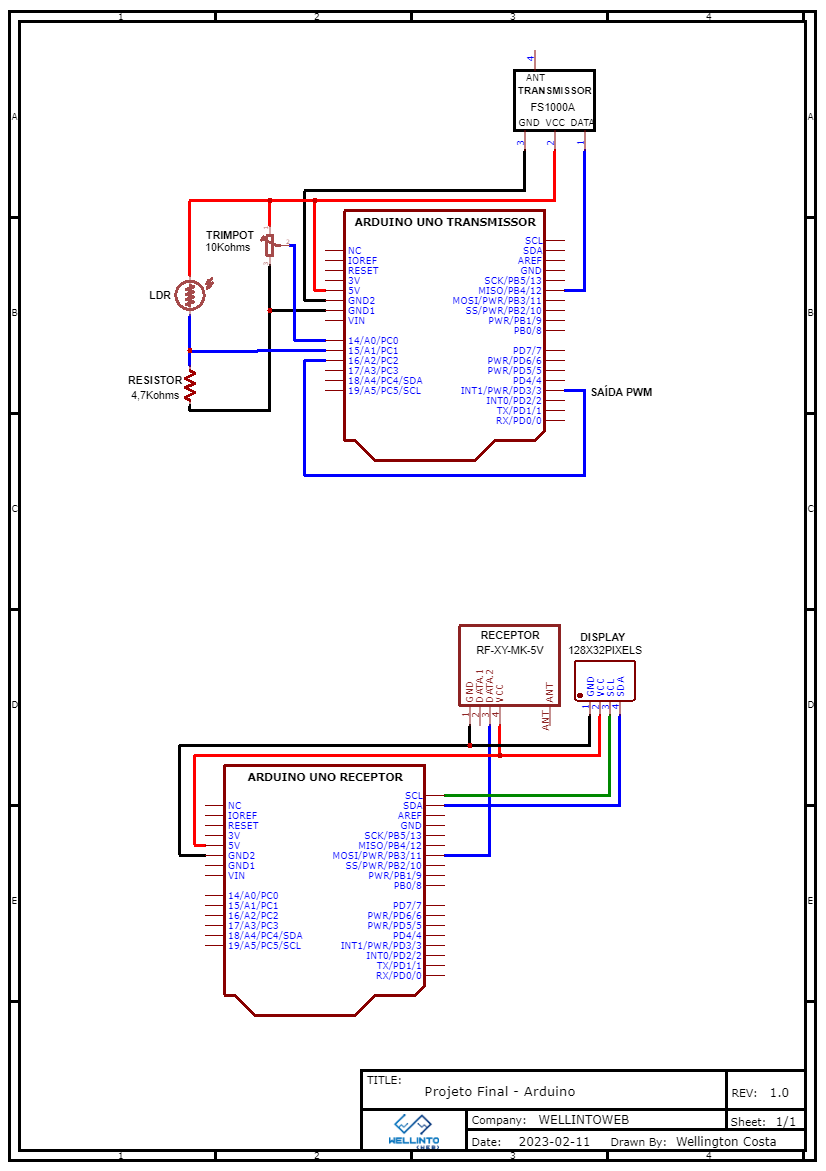 1 2 3 4
A A
B B
C C
D D
E E
4
ANT
TRANSMISSOR
FS1000A
GND VCC DATA
3 2 1
TRIMPOT
10Kohms
2
LDR
RESISTOR
4,7Kohms
ARDUINO UNO TRANSMISSOR
NC
IOREF
RESET
3V
5V
GND2
GND1
VIN
14/A0/PC0
15/A1/PC1
16/A2/PC2
17/A3/PC3
18/A4/PC4/SDA
19/A5/PC5/SCL
SCL
SDA
AREF
GND
SCK/PB5/13
MISO/PB4/12
MOSI/PWR/PB3/11
SS/PWR/PB2/10
PWR/PB1/9
PB0/8
PD7/7
PWR/PD6/6
PWR/PD5/5
PD4/4
INT1/PWR/PD3/3
INT0/PD2/2
TX/PD1/1
RX/PD0/0
SAÍDA PWM
RECEPTOR
RF-XY-MK-5V
GND DATA.1 DATA.2 VCC ANT
1 2 3 4 ANT
DISPLAY
128X32PIXELS
GND VCC SCL SDA
1 2 3 4
ARDUINO UNO RECEPTOR
NC
IOREF
RESET
3V
5V
GND2
GND1
VIN
14/A0/PC0
15/A1/PC1
16/A2/PC2
17/A3/PC3
18/A4/PC4/SDA
19/A5/PC5/SCL
SCL
SDA
AREF
GND
SCK/PB5/13
MISO/PB4/12
MOSI/PWR/PB3/11
SS/PWR/PB2/10
PWR/PB1/9
PB0/8
PD7/7
PWR/PD6/6
PWR/PD5/5
PD4/4
INT1/PWR/PD3/3
INT0/PD2/2
TX/PD1/1
RX/PD0/0
TITLE:
Projeto Final - Arduino
REV: 1.0
WELLINTO
WEB
Company: WELLINTOWEB
Sheet: 1/1
Date: 2023-02-11 Drawn By: Wellington Costa
1 2 3 4